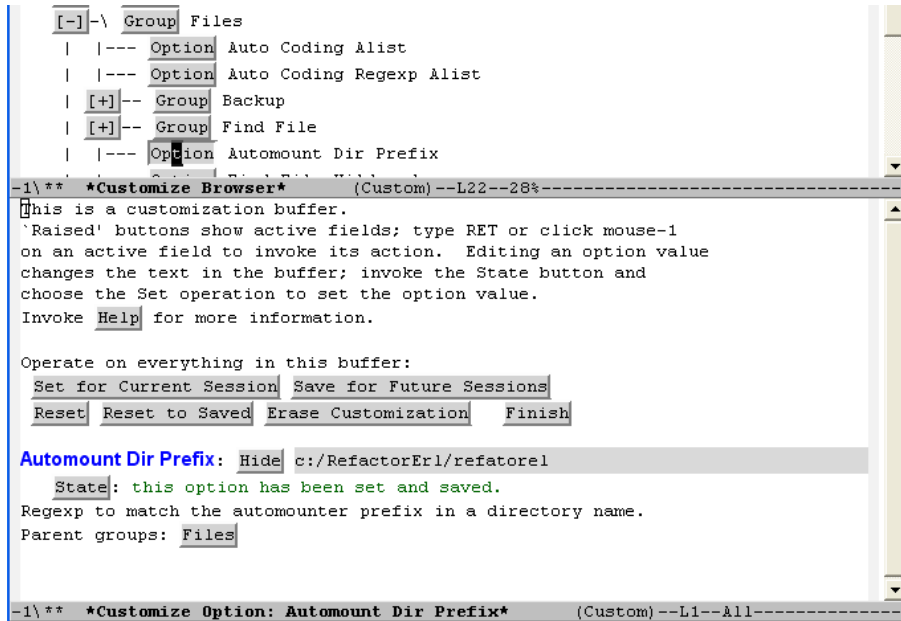 [-]-\ Group Files
| |--- Option Auto Coding Alist
| |--- Option Auto Coding Regexp Alist
| [+]-- Group Backup
| [+]-- Group Find File
| |--- Option Automount Dir Prefix
-1\** *Customize Browser* (Custom)--L22--28%----------------------------------
This is a customization buffer.
`Raised' buttons show active fields; type RET or click mouse-1
on an active field to invoke its action. Editing an option value
changes the text in the buffer; invoke the State button and
choose the Set operation to set the option value.
Invoke Help for more information.
Operate on everything in this buffer:
Set for Current Session Save for Future Sessions
Reset Reset to Saved Erase Customization Finish
Automount Dir Prefix: Hide c:/RefactorErl/refatorel
State: this option has been set and saved.
Regexp to match the automounter prefix in a directory name.
Parent groups: Files
-1\** *Customize Option: Automount Dir Prefix* (Custom)--L1--All--------------